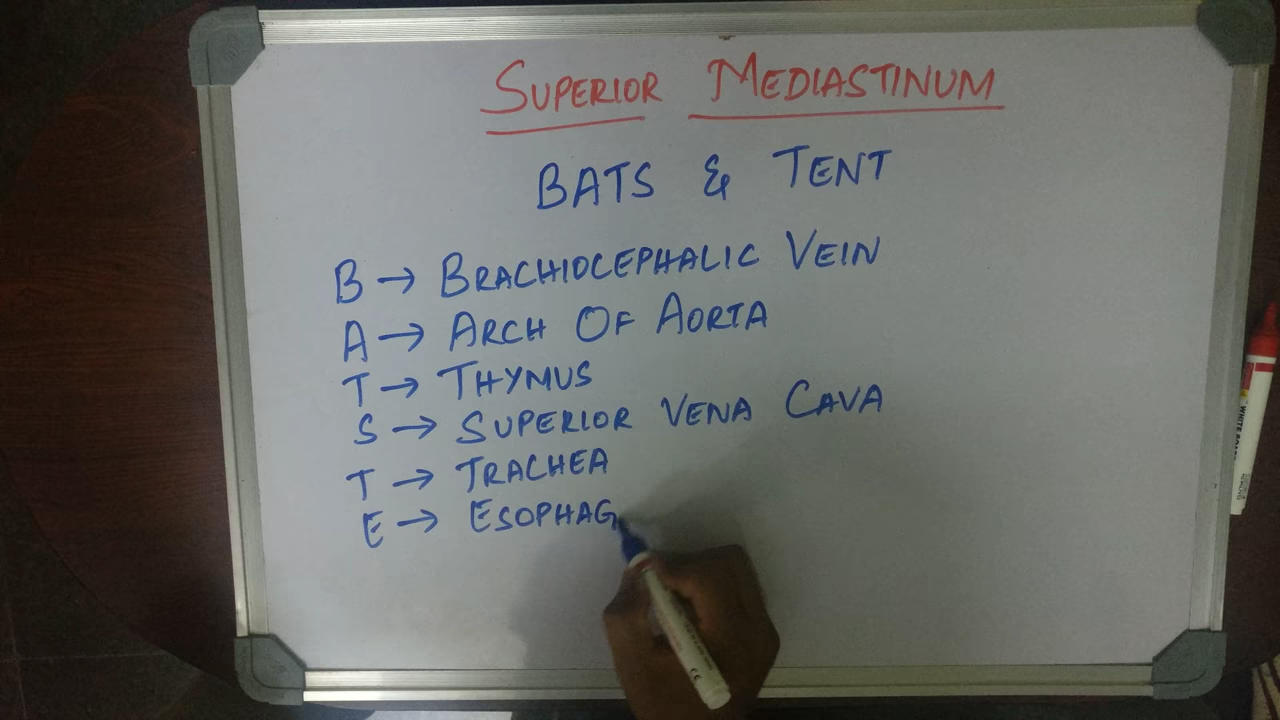 SUPERIOR MEDIASTINUM
BATS & TENT
B → BRACHIOCEPHALIC VEIN
A → ARCH OF AORTA
T → THYMUS
S → SUPERIOR VENA CAVA
T → TRACHEA
E → ESOPHAG